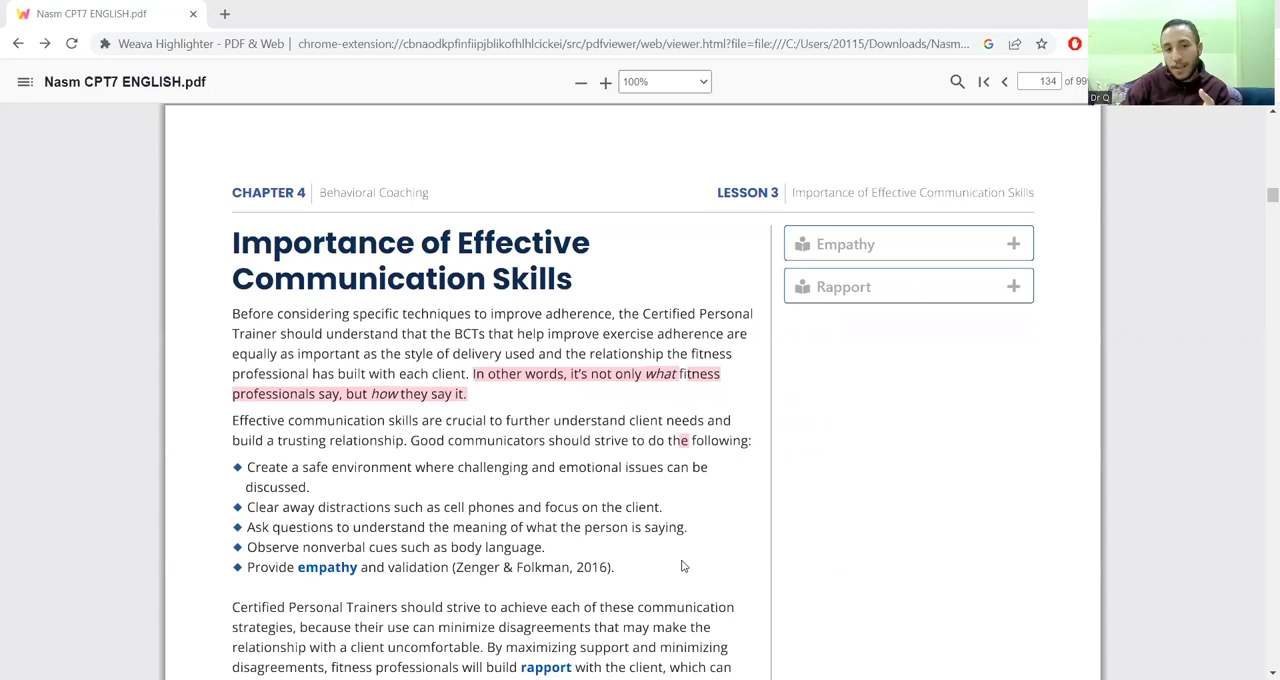 Nasm CPT7 ENGLISH.pdf
Weava Highlighter - PDF & Web | chrome-extension://cbnaodkpfinfiipjblikofhlhlcickei/src/pdfviewer/web/viewer.html?file=file:///C:/Users/20115/Downloads/Nasm...
Nasm CPT7 ENGLISH.pdf
100%
134 of 99
Dr Q
CHAPTER 4 | Behavioral Coaching
LESSON 3 | Importance of Effective Communication Skills
Importance of Effective
Communication Skills
Before considering specific techniques to improve adherence, the Certified Personal
Trainer should understand that the BCTs that help improve exercise adherence are
equally as important as the style of delivery used and the relationship the fitness
professional has built with each client. In other words, it's not only what fitness
professionals say, but how they say it.
Effective communication skills are crucial to further understand client needs and
build a trusting relationship. Good communicators should strive to do the following:
◆ Create a safe environment where challenging and emotional issues can be
discussed.
◆ Clear away distractions such as cell phones and focus on the client.
◆ Ask questions to understand the meaning of what the person is saying.
◆ Observe nonverbal cues such as body language.
◆ Provide empathy and validation (Zenger & Folkman, 2016).
Certified Personal Trainers should strive to achieve each of these communication
strategies, because their use can minimize disagreements that may make the
relationship with a client uncomfortable. By maximizing support and minimizing
disagreements, fitness professionals will build rapport with the client, which can
Empathy
Rapport